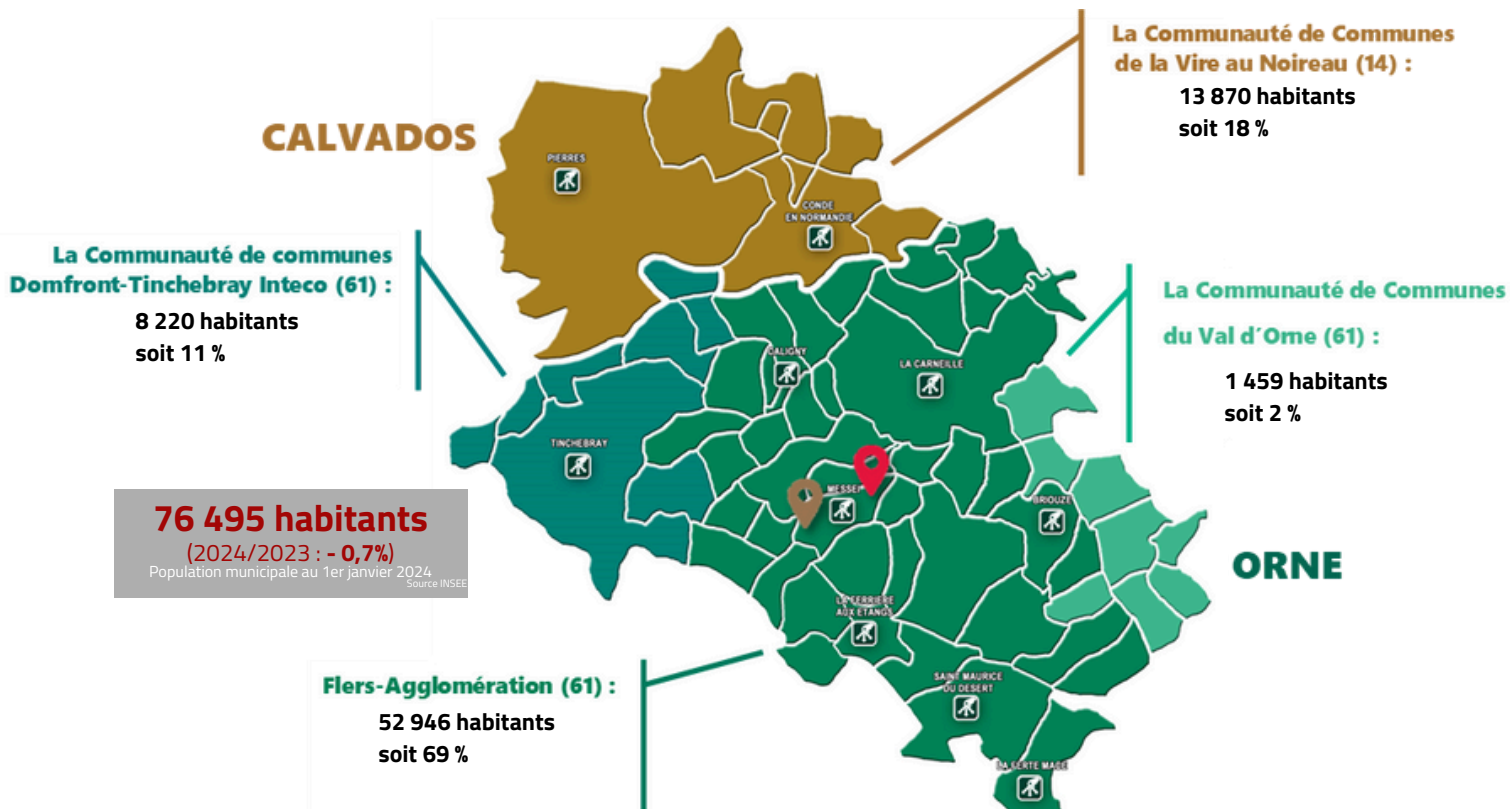 La Communauté de Communes
de la Vire au Noireau (14) :
13 870 habitants
soit 18 %
CALVADOS
PIERRES
CONDE
EN NORMANDIE
La Communauté de communes
Domfront-Tinchebray Inteco (61) :
8 220 habitants
soit 11 %
La Communauté de Communes
du Val d'Orne (61) :
1 459 habitants
soit 2 %
CALIGNY
LA CARNEILLE
TINCHEBRAY
MESSEI
BRIOUZE
76 495 habitants
(2024/2023 : - 0,7%)
Population municipale au 1er janvier 2024
Source INSEE
ORNE
LA FERRIERE
AUX ETANGS
Flers-Agglomération (61) :
52 946 habitants
soit 69 %
SAINT MAURICE
DU DESERT
LA FERTE MACE